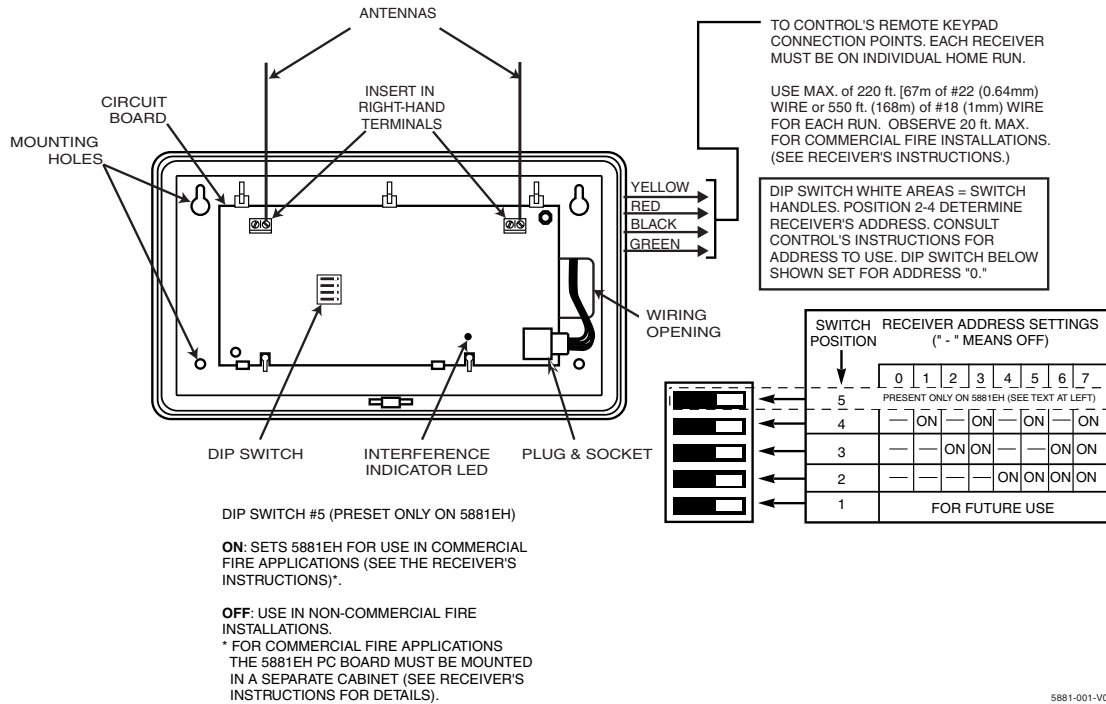 ANTENNAS
TO CONTROL'S REMOTE KEYPAD
CONNECTION POINTS. EACH RECEIVER
MUST BE ON INDIVIDUAL HOME RUN.
USE MAX. of 220 ft. [67m of #22 (0.64mm)
WIRE or 550 ft. (168m) of #18 (1mm) WIRE
FOR EACH RUN. OBSERVE 20 ft. MAX.
FOR COMMERCIAL FIRE INSTALLATIONS.
(SEE RECEIVER'S INSTRUCTIONS.)
CIRCUIT
BOARD
INSERT IN
RIGHT-HAND
TERMINALS
MOUNTING
HOLES
YELLOW
RED
BLACK
GREEN
DIP SWITCH WHITE AREAS = SWITCH
HANDLES. POSITION 2-4 DETERMINE
RECEIVER'S ADDRESS. CONSULT
CONTROL'S INSTRUCTIONS FOR
ADDRESS TO USE. DIP SWITCH BELOW
SHOWN SET FOR ADDRESS "0."
WIRING
OPENING
SWITCH
POSITION
RECEIVER ADDRESS SETTINGS
(" - " MEANS OFF)
0 1 2 3 4 5 6 7
5 PRESENT ONLY ON 5881EH (SEE TEXT AT LEFT)
4 — ON — ON — ON — ON
3 — — ON ON — — ON ON
2 — — — — ON ON ON ON
1 FOR FUTURE USE
DIP SWITCH
INTERFERENCE
INDICATOR LED
PLUG & SOCKET
DIP SWITCH #5 (PRESET ONLY ON 5881EH)
ON: SETS 5881EH FOR USE IN COMMERCIAL
FIRE APPLICATIONS (SEE THE RECEIVER'S
INSTRUCTIONS)*.
OFF: USE IN NON-COMMERCIAL FIRE
INSTALLATIONS.
* FOR COMMERCIAL FIRE APPLICATIONS
THE 5881EH PC BOARD MUST BE MOUNTED
IN A SEPARATE CABINET (SEE RECEIVER'S
INSTRUCTIONS FOR DETAILS).